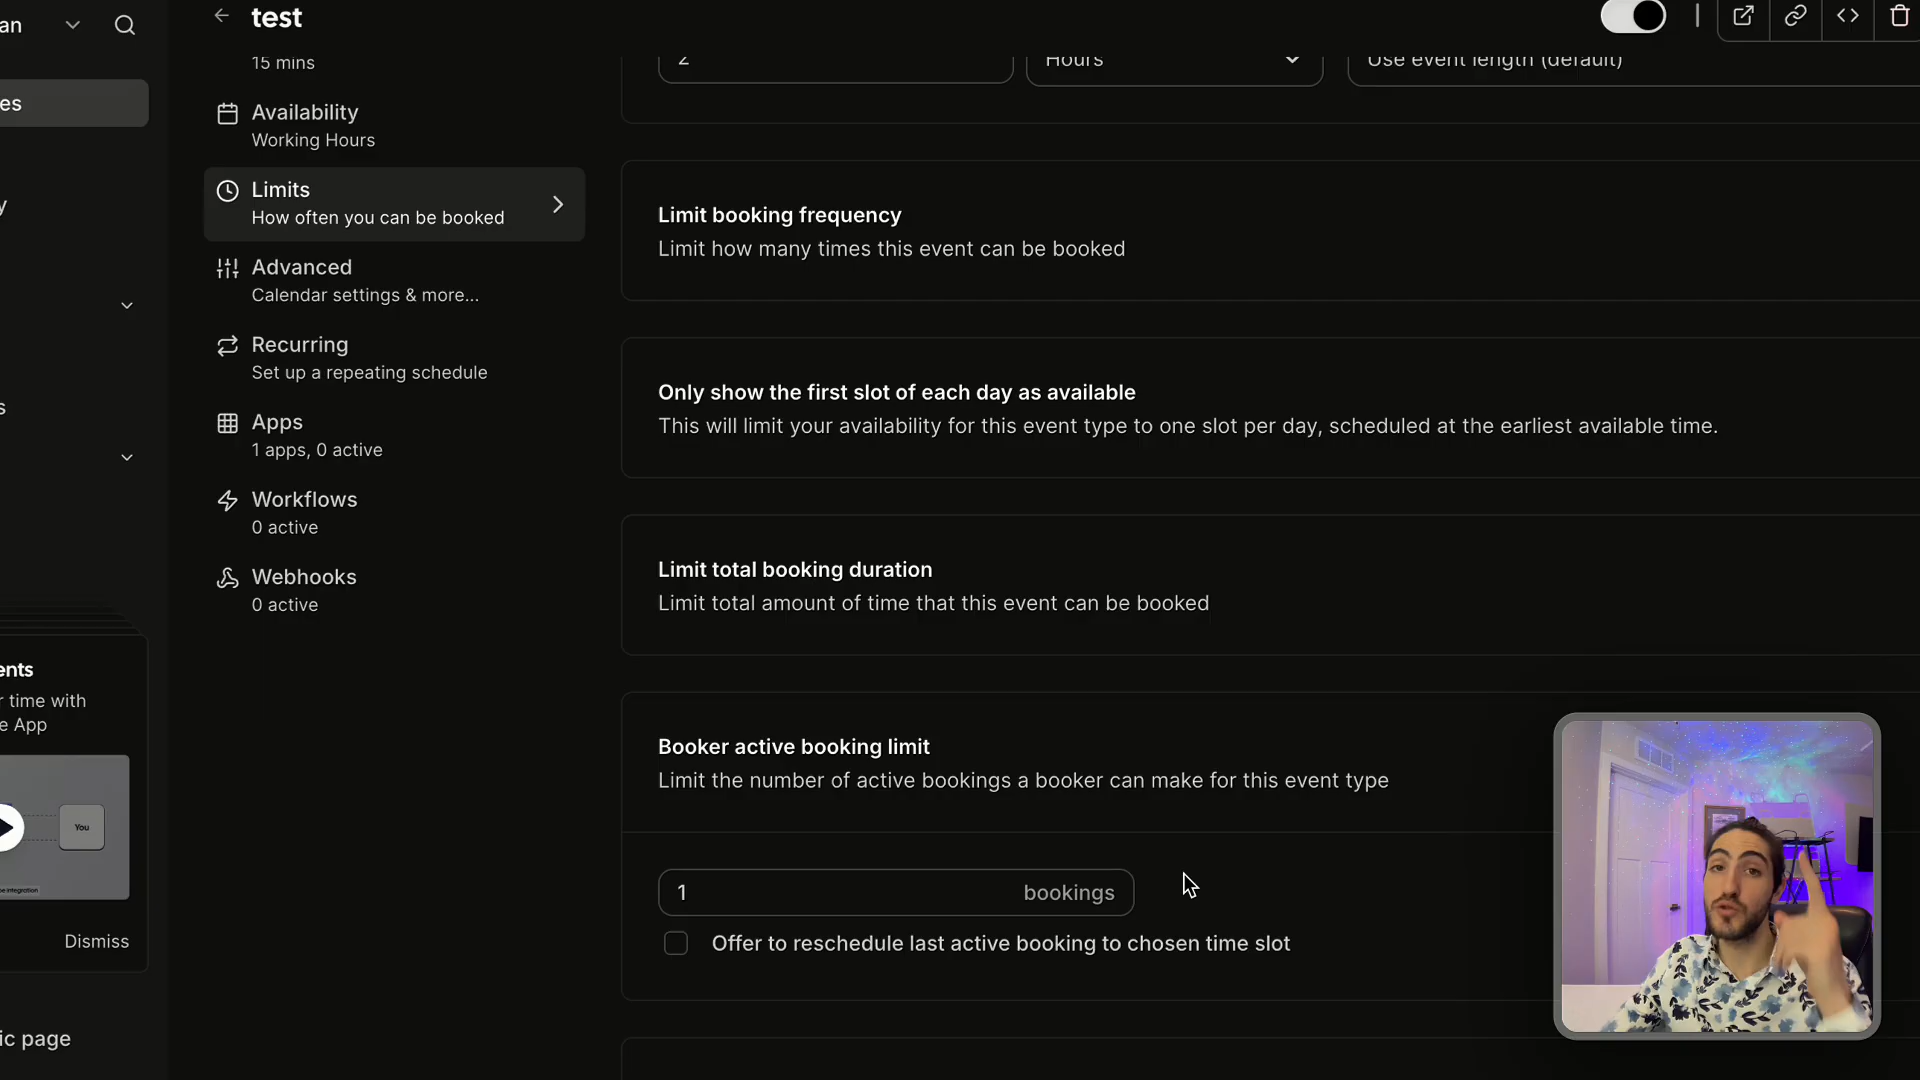 an
es
y
s
ents
r time with
e App
You
Dismiss
ic page
test
15 mins
Availability
Working Hours
Limits
How often you can be booked
Advanced
Calendar settings & more...
Recurring
Set up a repeating schedule
Apps
1 apps, 0 active
Workflows
0 active
Webhooks
0 active
2
Hours
Use event length (default)
Limit booking frequency
Limit how many times this event can be booked
Only show the first slot of each day as available
This will limit your availability for this event type to one slot per day, scheduled at the earliest available time.
Limit total booking duration
Limit total amount of time that this event can be booked
Booker active booking limit
Limit the number of active bookings a booker can make for this event type
1 bookings
Offer to reschedule last active booking to chosen time slot